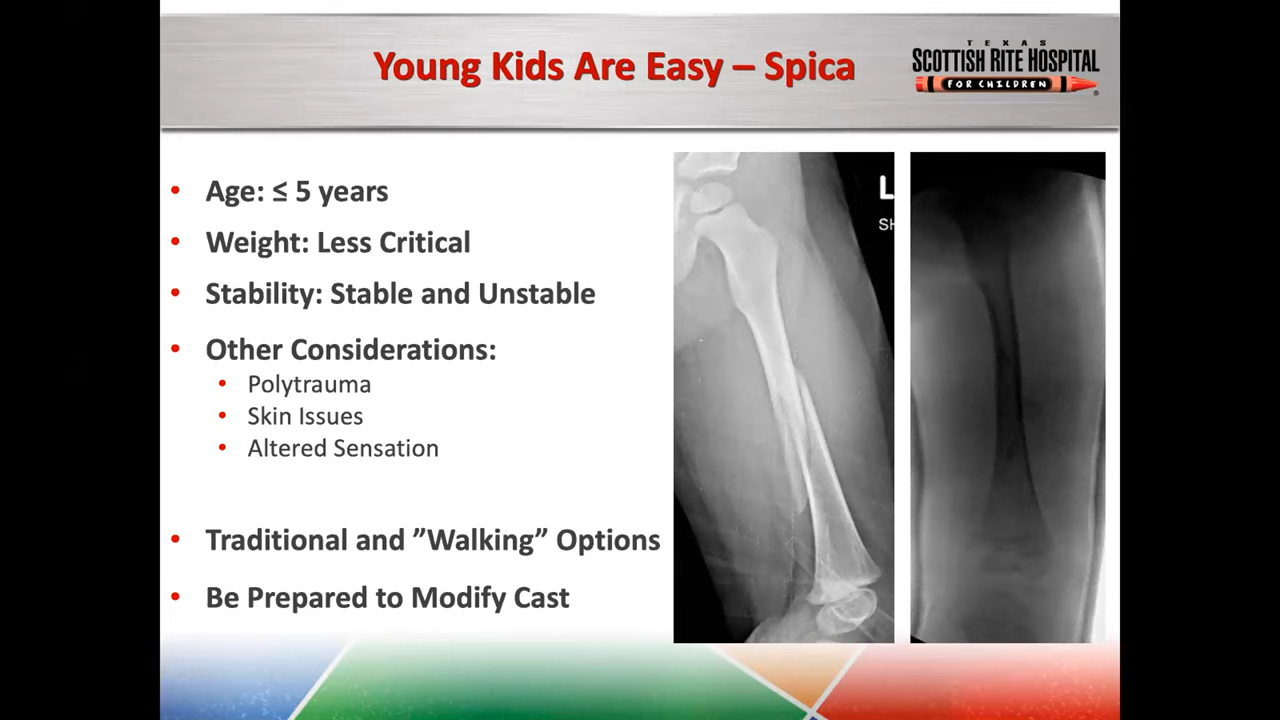 Young Kids Are Easy – Spica
TEXAS
SCOTTISH RITE HOSPITAL
FOR CHILDREN
• Age: ≤ 5 years
• Weight: Less Critical
• Stability: Stable and Unstable
• Other Considerations:
• Polytrauma
• Skin Issues
• Altered Sensation
• Traditional and ”Walking” Options
• Be Prepared to Modify Cast
L
SH